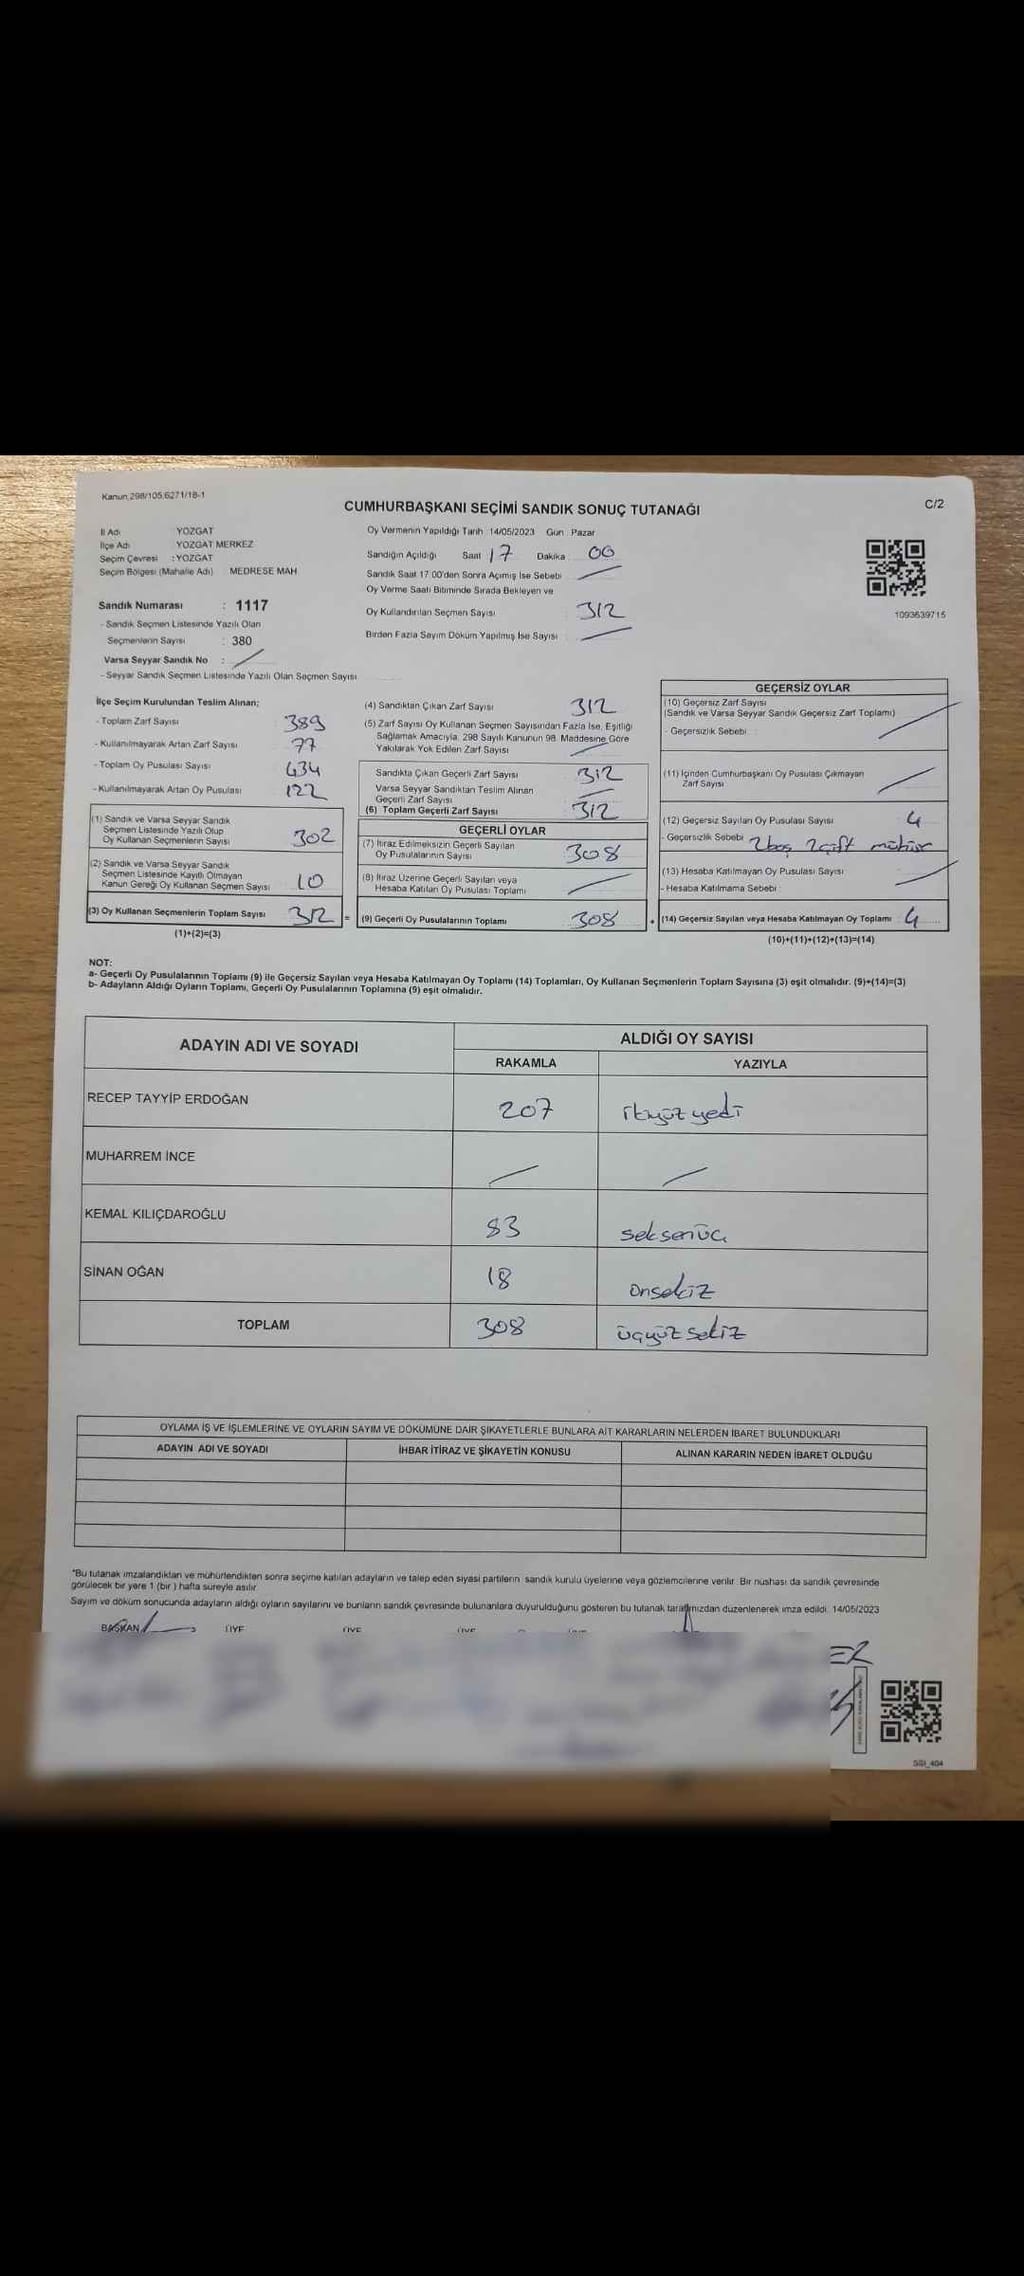 Kanun 298/105,6271/18-1
CUMHURBAŞKANI SEÇİMİ SANDIK SONUÇ TUTANAĞI
C/2
İl Adı YOZGAT
İlçe Adı YOZGAT MERKEZ
Seçim Çevresi : YOZGAT
Seçim Bölgesi (Mahalle Adı) MEDRESE MAH
Sandık Numarası : 1117
- Sandık Seçmen Listesinde Yazılı Olan
Seçmenlerin Sayısı : 380
Varsa Seyyar Sandık No :
- Seyyar Sandık Seçmen Listesinde Yazılı Olan Seçmen Sayısı
Oy Vermenin Yapıldığı Tarih 14/05/2023 Gün Pazar
Sandığın Açıldığı Saat 17 Dakika 00
Sandık Saat 17.00'den Sonra Açımış İse Sebebi
Oy Verme Saati Bitiminde Sırada Bekleyen ve
Oy Kullandırılan Seçmen Sayısı 312
Birden Fazla Sayım Döküm Yapılmış İse Sayısı
1093639715
İlçe Seçim Kurulundan Teslim Alınan;
- Toplam Zarf Sayısı 389
- Kullanılmayarak Artan Zarf Sayısı 77
- Toplam Oy Pusulası Sayısı 434
- Kullanılmayarak Artan Oy Pusulası 122
(1) Sandık ve Varsa Seyyar Sandık
Seçmen Listesinde Yazılı Olup
Oy Kullanan Seçmenlerin Sayısı 302
(2) Sandık ve Varsa Seyyar Sandık
Seçmen Listesinde Kayıtlı Olmayan
Kanun Gereği Oy Kullanan Seçmen Sayısı 10
(3) Oy Kullanan Seçmenlerin Toplam Sayısı 312 =
(1)+(2)=(3)
(4) Sandıktan Çıkan Zarf Sayısı 312
(5) Zarf Sayısı Oy Kullanan Seçmen Sayısından Fazla İse, Eşitliği
Sağlamak Amacıyla, 298 Sayılı Kanunun 98. Maddesine Göre
Yakılarak Yok Edilen Zarf Sayısı
Sandıkta Çıkan Geçerli Zarf Sayısı 312
Varsa Seyyar Sandıktan Teslim Alınan
Geçerli Zarf Sayısı
(6) Toplam Geçerli Zarf Sayısı 312
GEÇERLİ OYLAR
(7) İtiraz Edilmeksizin Geçerli Sayılan
Oy Pusulalarının Sayısı 308
(8) İtiraz Üzerine Geçerli Sayılan veya
Hesaba Katılan Oy Pusulası Toplamı
(9) Geçerli Oy Pusulalarının Toplamı 308 +
GEÇERSİZ OYLAR
(10) Geçersiz Zarf Sayısı
(Sandık ve Varsa Seyyar Sandık Geçersiz Zarf Toplamı)
- Geçersizlik Sebebi :
(11) İçinden Cumhurbaşkanı Oy Pusulası Çıkmayan
Zarf Sayısı
(12) Geçersiz Sayılan Oy Pusulası Sayısı 4
- Geçersizlik Sebebi 2 boş 2 çift mühür
(13) Hesaba Katılmayan Oy Pusulası Sayısı
- Hesaba Katılmama Sebebi :
(14) Geçersiz Sayılan veya Hesaba Katılmayan Oy Toplamı 4
(10)+(11)+(12)+(13)=(14)
NOT:
a- Geçerli Oy Pusulalarının Toplamı (9) ile Geçersiz Sayılan veya Hesaba Katılmayan Oy Toplamı (14) Toplamları, Oy Kullanan Seçmenlerin Toplam Sayısına (3) eşit olmalıdır. (9)+(14)=(3)
b- Adayların Aldığı Oyların Toplamı, Geçerli Oy Pusulalarının Toplamına (9) eşit olmalıdır.
ADAYIN ADI VE SOYADI ALDIĞI OY SAYISI
RAKAMLA YAZIYLA
RECEP TAYYİP ERDOĞAN 207 ikiyüz yedi
MUHARREM İNCE
KEMAL KILIÇDAROĞLU 83 seksenüç
SİNAN OĞAN 18 onsekiz
TOPLAM 308 üçyüz sekiz
OYLAMA İŞ VE İŞLEMLERİNE VE OYLARIN SAYIM VE DÖKÜMÜNE DAİR ŞİKAYETLERLE BUNLARA AİT KARARLARIN NELERDEN İBARET BULUNDUKLARI
ADAYIN ADI VE SOYADI İHBAR İTİRAZ VE ŞİKAYETİN KONUSU ALINAN KARARIN NEDEN İBARET OLDUĞU
*Bu tutanak imzalandıktan ve mühürlendikten sonra seçime katılan adayların ve talep eden siyasi partilerin sandık kurulu üyelerine veya gözlemcilerine verilir. Bir nüshası da sandık çevresinde
görülecek bir yere 1 (bir ) hafta süreyle asılır.
Sayım ve döküm sonucunda adayların aldığı oyların sayılarını ve bunların sandık çevresinde bulunanlara duyurulduğunu gösteren bu tutanak tarafımızdan düzenlenerek imza edildi. 14/05/2023
BAŞKAN ÜYE ÜYE ÜYE
SSI_404